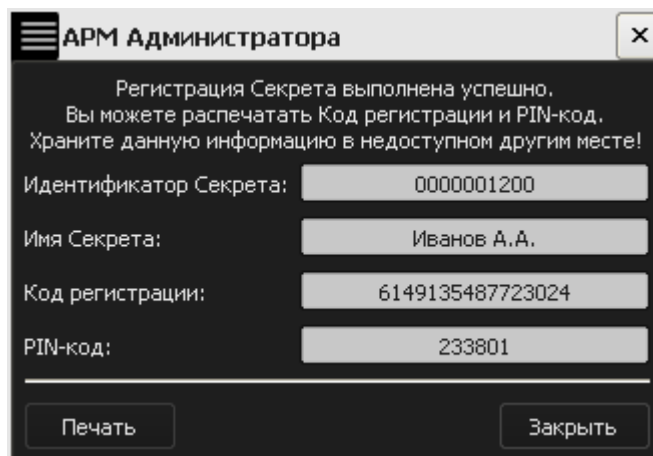 АРМ Администратора
Регистрация Секрета выполнена успешно.
Вы можете распечатать Код регистрации и PIN-код.
Храните данную информацию в недоступном другим месте!
Идентификатор Секрета: 0000001200
Имя Секрета: Иванов А.А.
Код регистрации: 6149135487723024
PIN-код: 233801
Печать Закрыть